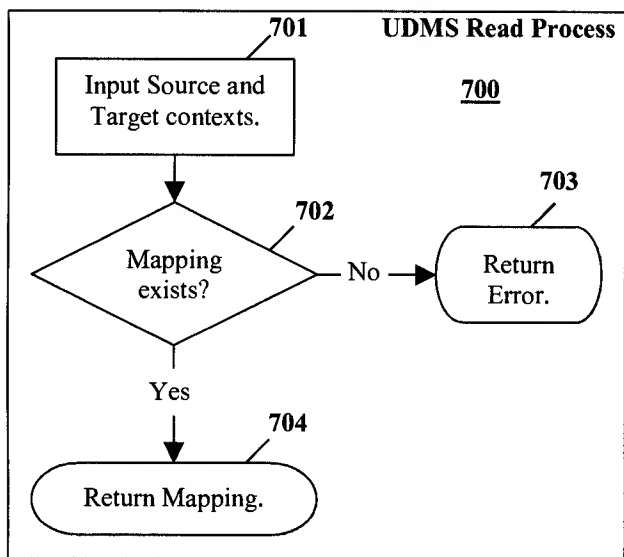 701
UDMS Read Process
Input Source and
Target contexts.
700
702
703
Mapping
exists?
No
Return
Error.
Yes
704
Return Mapping.